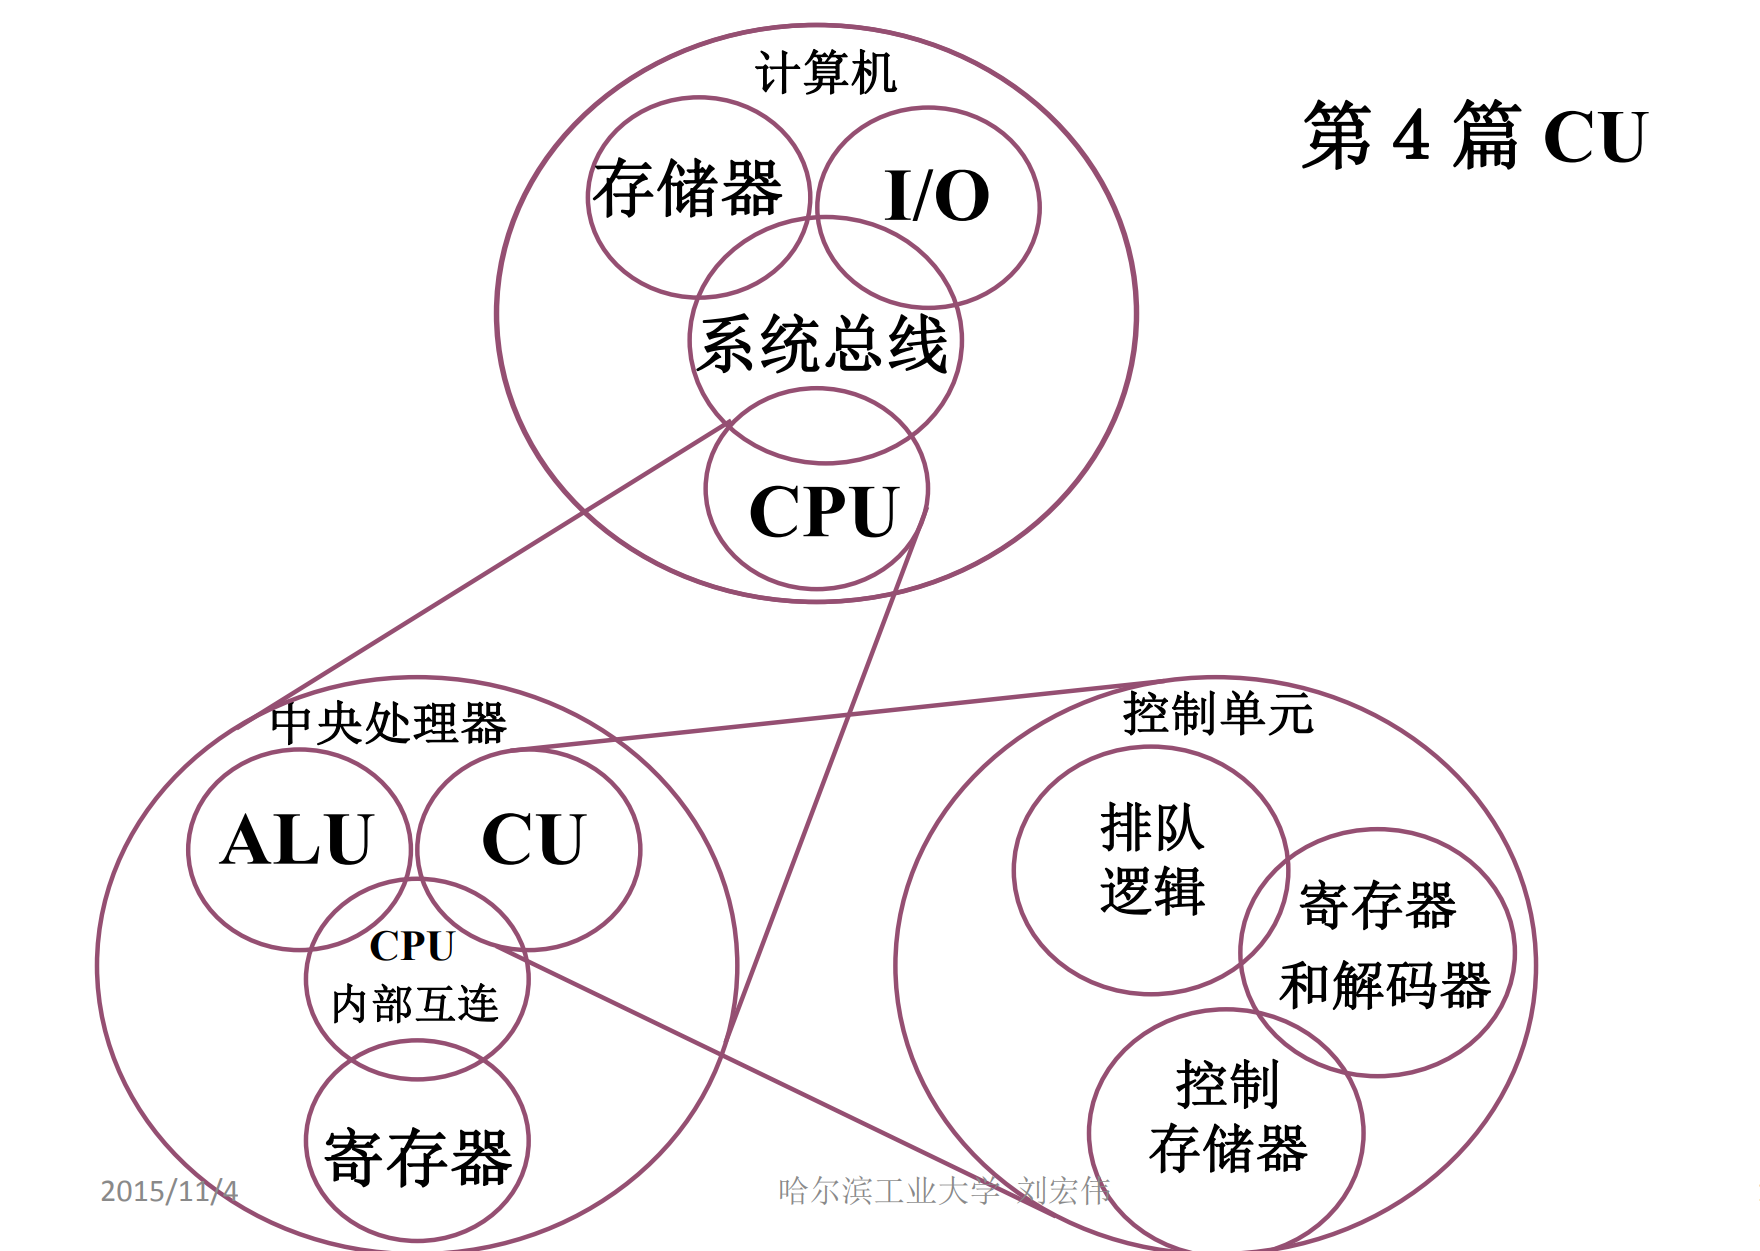 计算机
第 4 篇 CU
存储器
I/O
系统总线
CPU
中央处理器
ALU
CU
CPU
内部互连
寄存器
控制单元
排队
逻辑
寄存器
和解码器
控制
存储器
2015/11/4
哈尔滨工业大学 刘宏伟